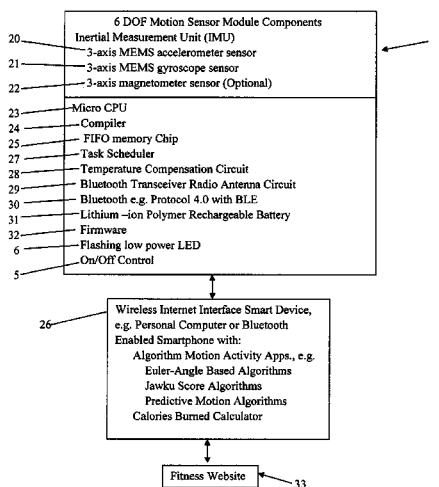 6 DOF Motion Sensor Module Components
20 Inertial Measurement Unit (IMU)
3-axis MEMS accelerometer sensor
21 3-axis MEMS gyroscope sensor
22 3-axis magnetometer sensor (Optional)
23 Micro CPU
24 Compiler
25 FIFO memory Chip
27 Task Scheduler
28 Temperature Compensation Circuit
29 Bluetooth Transceiver Radio Antenna Circuit
30 Bluetooth e.g. Protocol 4.0 with BLE
31 Lithium –ion Polymer Rechargeable Battery
32 Firmware
6 Flashing low power LED
5 On/Off Control
26 Wireless Internet Interface Smart Device,
e.g. Personal Computer or Bluetooth
Enabled Smartphone with:
Algorithm Motion Activity Apps., e.g.
Euler-Angle Based Algorithms
Jawku Score Algorithms
Predictive Motion Algorithms
Calories Burned Calculator
Fitness Website
33